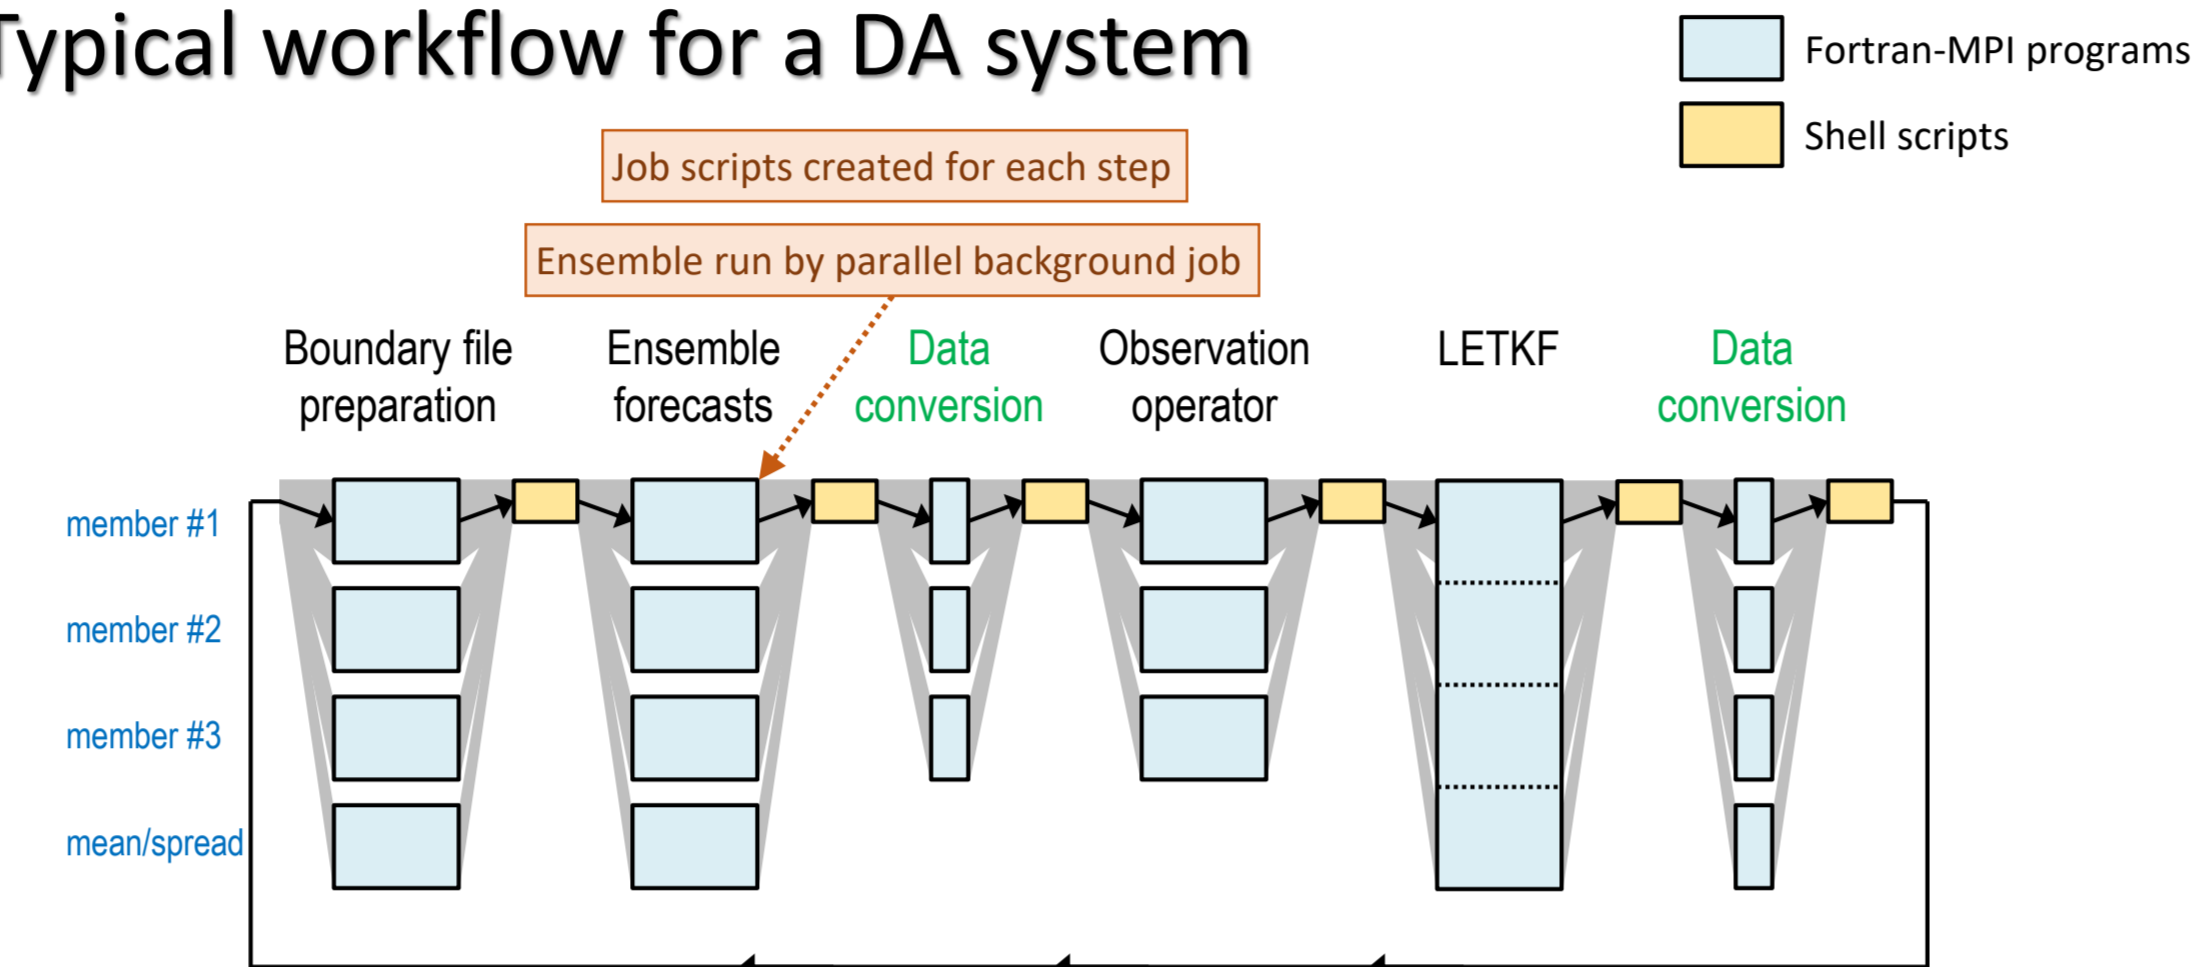 Typical workflow for a DA system
Fortran-MPI programs
Shell scripts
Job scripts created for each step
Ensemble run by parallel background job
Boundary file
preparation
Ensemble
forecasts
Data
conversion
Observation
operator
LETKF
Data
conversion
member #1
member #2
member #3
mean/spread